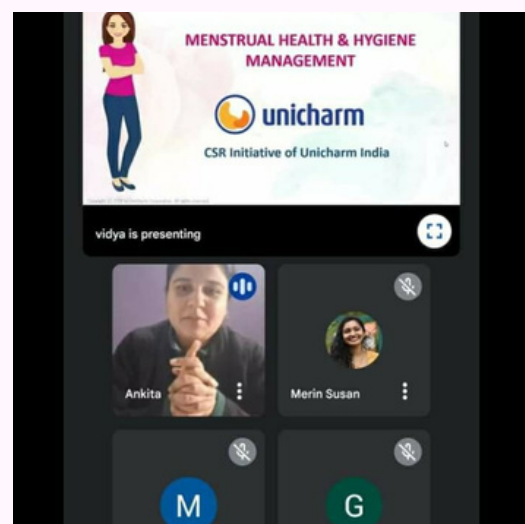 MENSTRUAL HEALTH & HYGIENE
MANAGEMENT
unicharm
CSR Initiative of Unicharm India
vidya is presenting
Ankita
Merin Susan
M
G